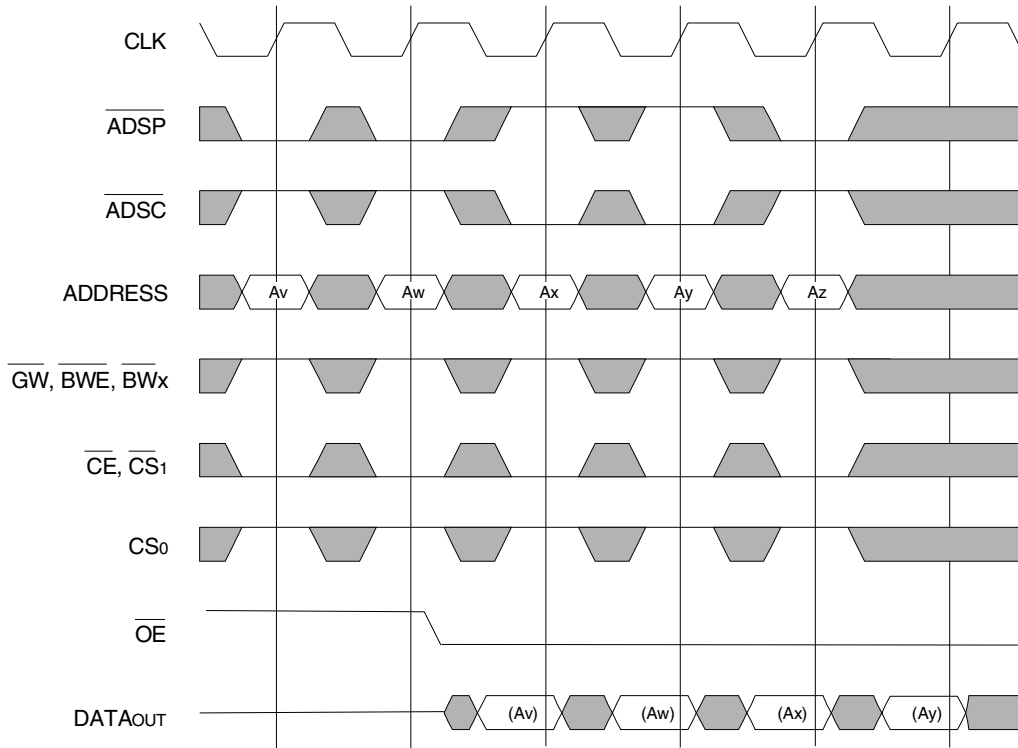 CLK
ADSP
ADSC
ADDRESS Av Aw Ax Ay Az
GW, BWE, BWx
CE, CS1
CS0
OE
DATAOUT (Av) (Aw) (Ax) (Ay)